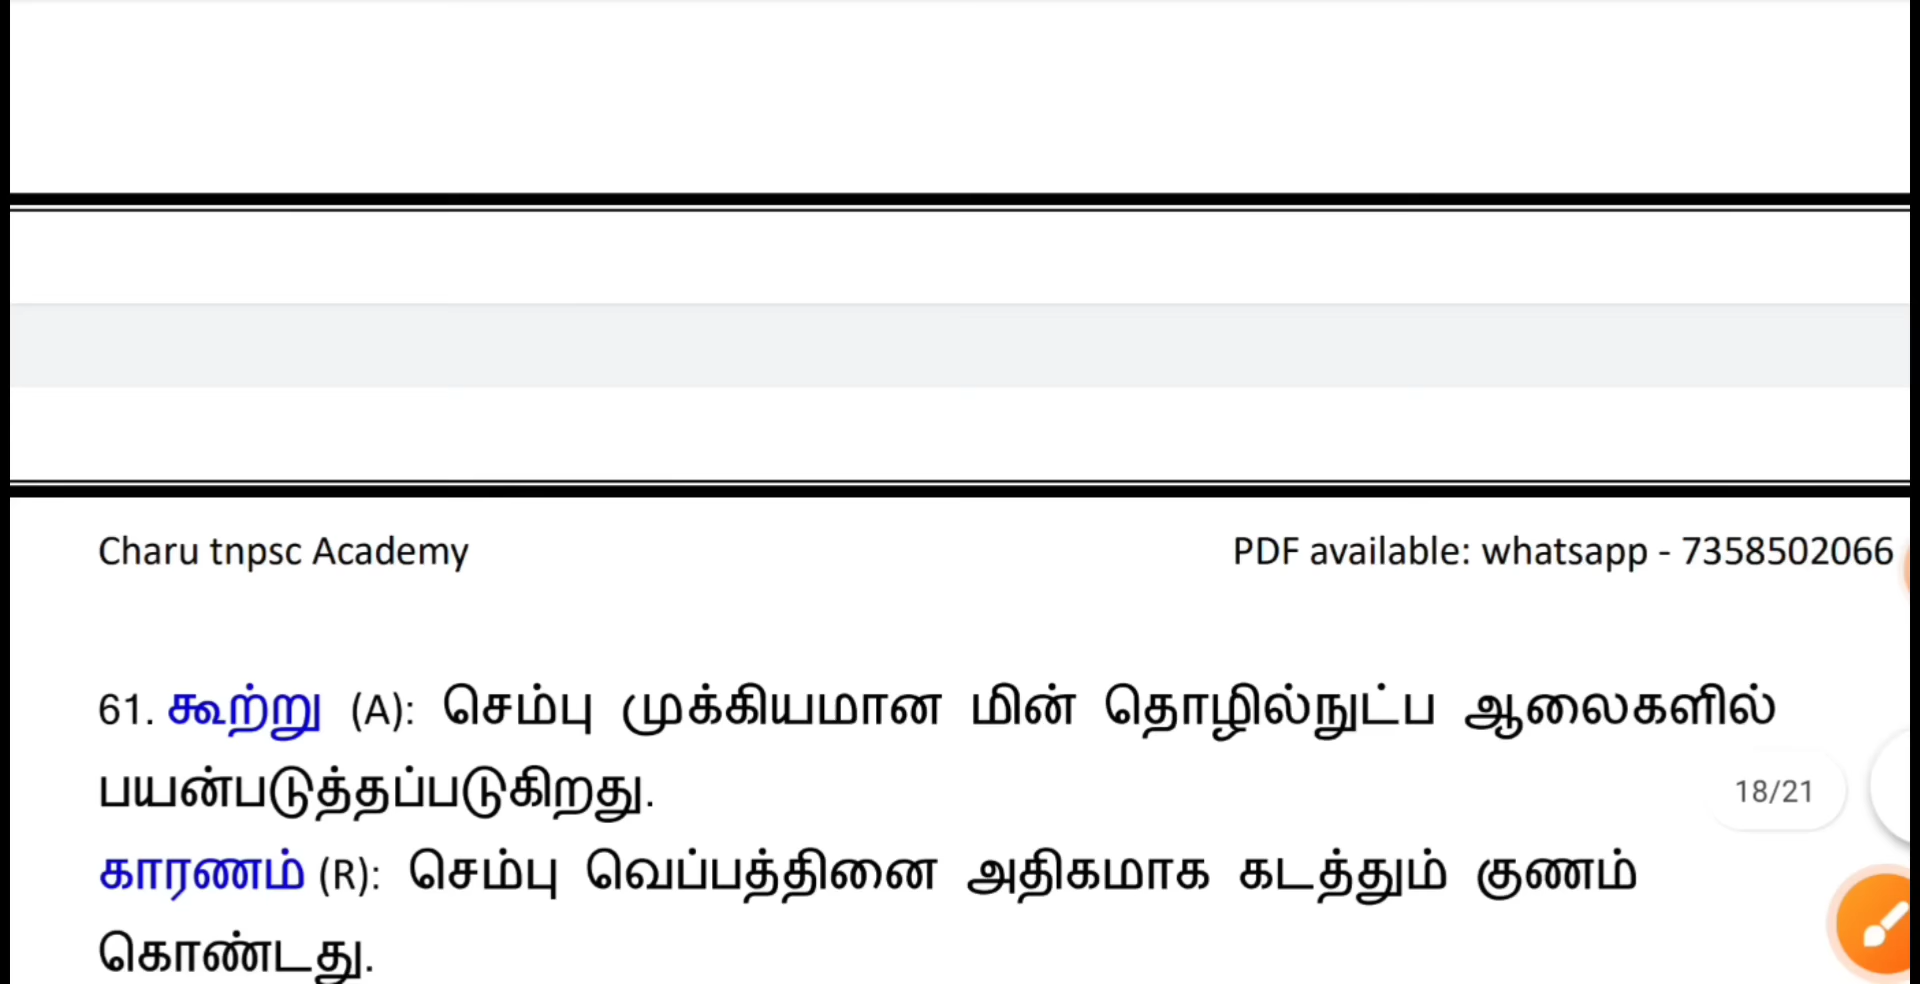 Charu tnpsc Academy PDF available: whatsapp - 7358502066
61. கூற்று (A): செம்பு முக்கியமான மின் தொழில்நுட்ப ஆலைகளில்
பயன்படுத்தப்படுகிறது.
18/21
காரணம் (R): செம்பு வெப்பத்தினை அதிகமாக கடத்தும் குணம்
கொண்டது.